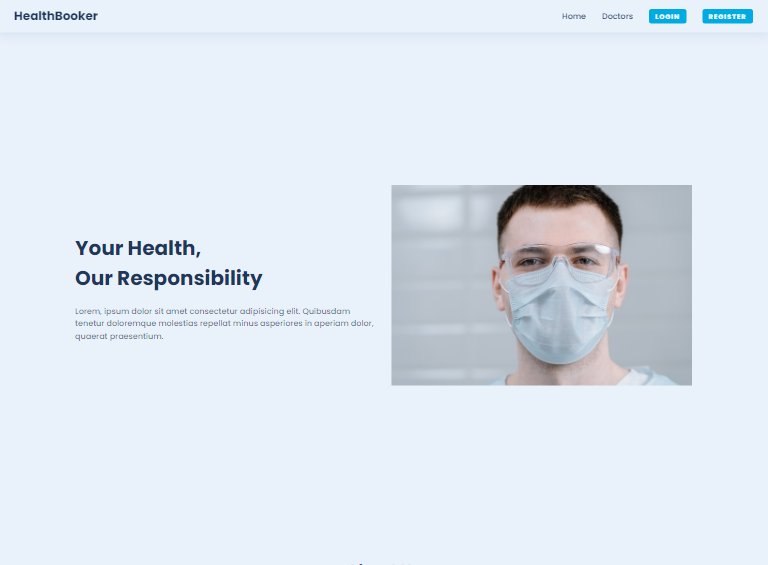 HealthBooker
Home Doctors LOGIN REGISTER
Your Health,
Our Responsibility
Lorem, ipsum dolor sit amet consectetur adipisicing elit. Quibusdam
tenetur doloremque molestias repellat minus asperiores in aperiam dolor,
quaerat praesentium.